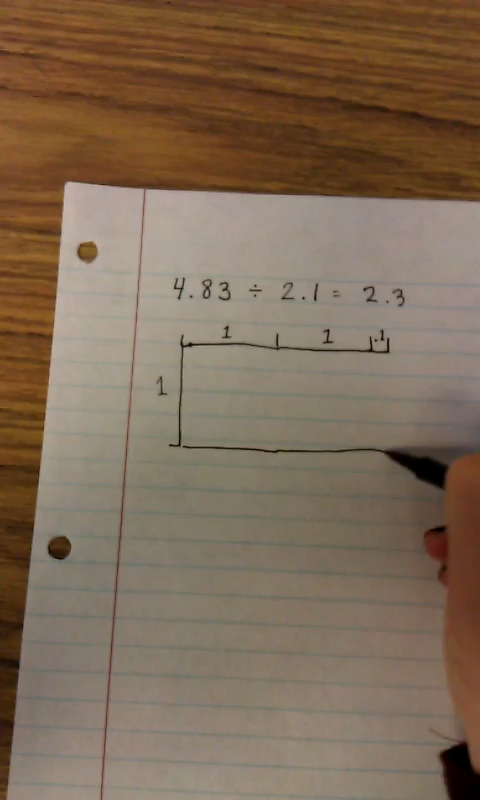 4.83 ÷ 2.1 = 2.3
1 1 .1
1